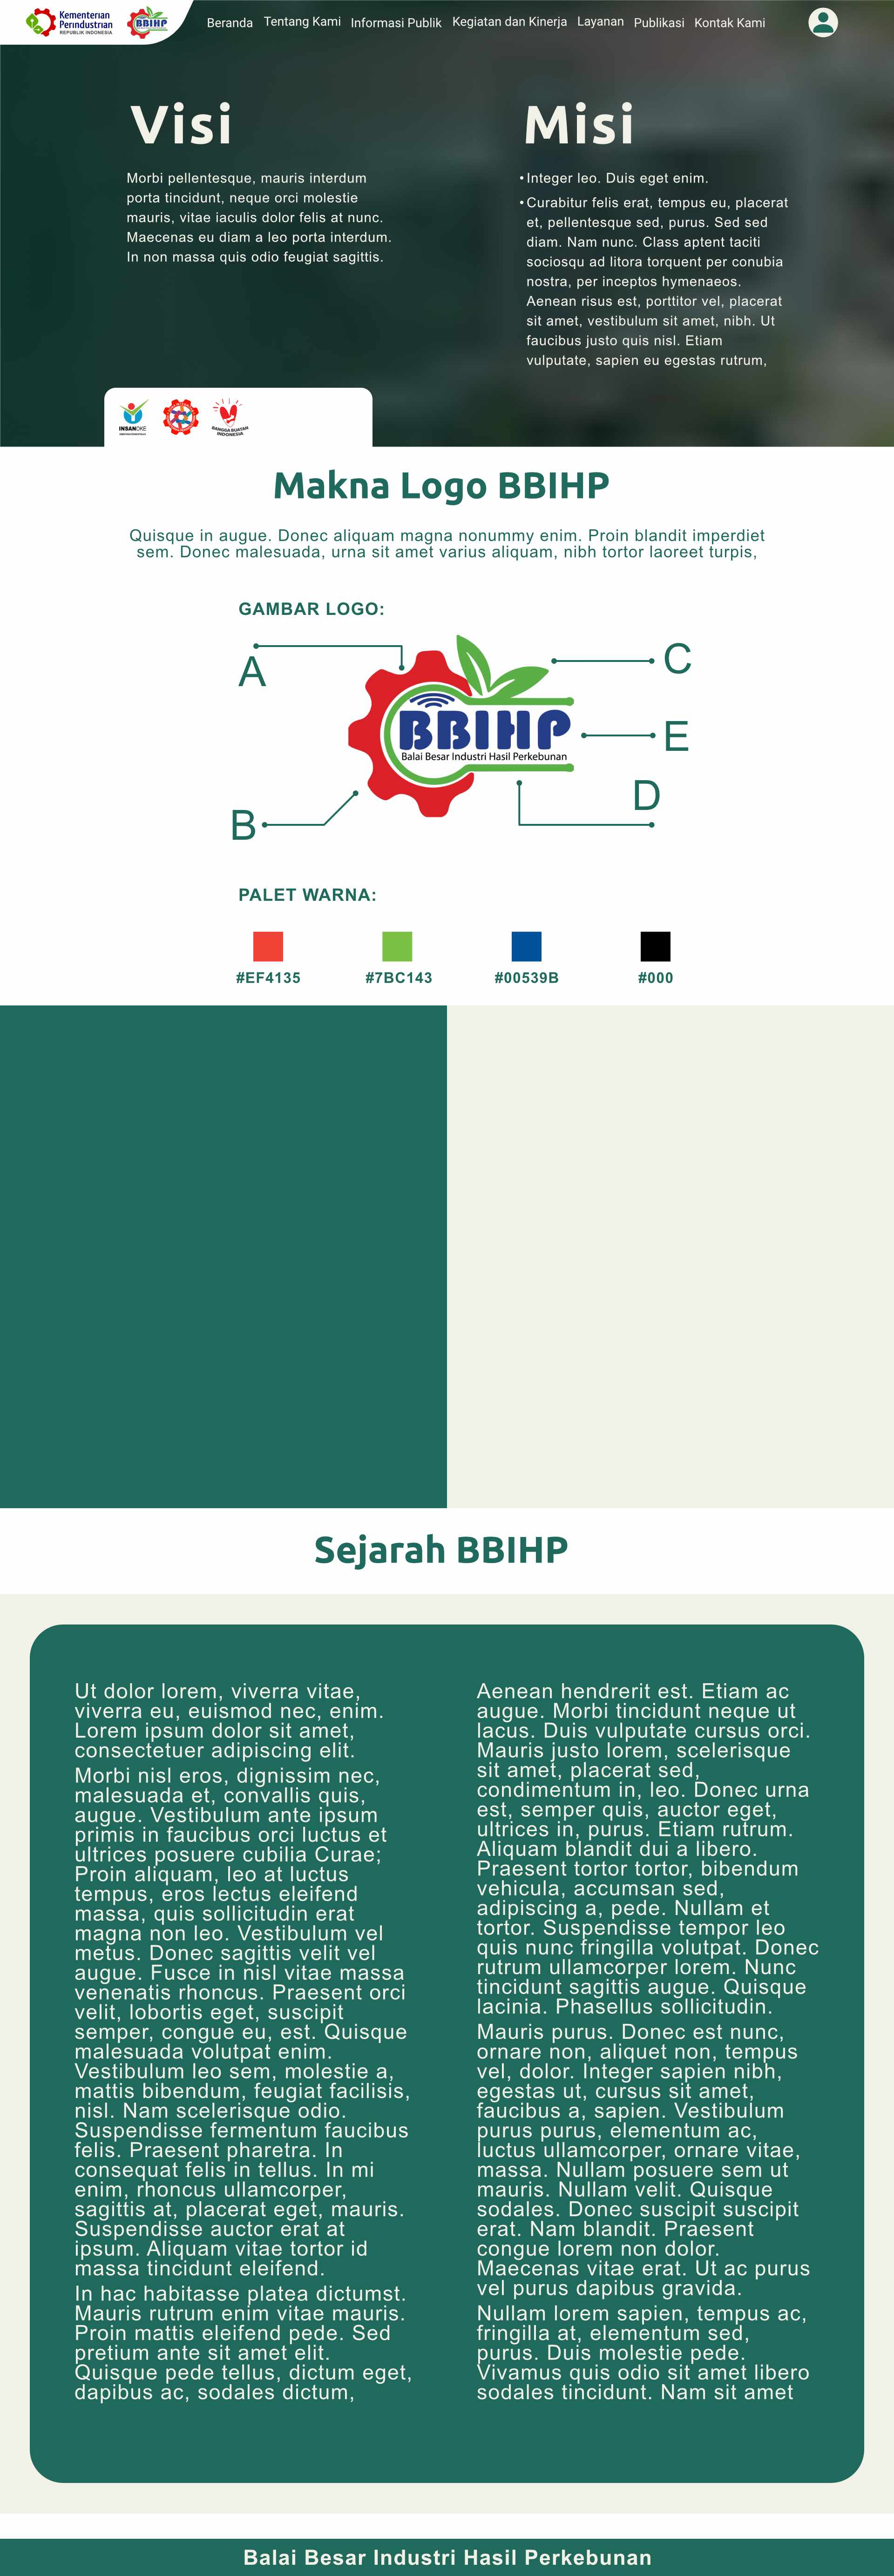 Kementerian
Perindustrian
REPUBLIK INDONESIA
BBIHP
Beranda
Tentang Kami
Informasi Publik
Kegiatan dan Kinerja
Layanan
Publikasi
Kontak Kami
Visi
Morbi pellentesque, mauris interdum
porta tincidunt, neque orci molestie
mauris, vitae iaculis dolor felis at nunc.
Maecenas eu diam a leo porta interdum.
In non massa quis odio feugiat sagittis.
Misi
• Integer leo. Duis eget enim.
• Curabitur felis erat, tempus eu, placerat
et, pellentesque sed, purus. Sed sed
diam. Nam nunc. Class aptent taciti
sociosqu ad litora torquent per conubia
nostra, per inceptos hymenaeos.
Aenean risus est, porttitor vel, placerat
sit amet, vestibulum sit amet, nibh. Ut
faucibus justo quis nisl. Etiam
vulputate, sapien eu egestas rutrum,
INSANOKE
BANGGA BUATAN
INDONESIA
Makna Logo BBIHP
Quisque in augue. Donec aliquam magna nonummy enim. Proin blandit imperdiet
sem. Donec malesuada, urna sit amet varius aliquam, nibh tortor laoreet turpis,
GAMBAR LOGO:
A
C
BBIHP
Balai Besar Industri Hasil Perkebunan
E
D
B
PALET WARNA:
#EF4135
#7BC143
#00539B
#000
Sejarah BBIHP
Ut dolor lorem, viverra vitae,
viverra eu, euismod nec, enim.
Lorem ipsum dolor sit amet,
consectetuer adipiscing elit.
Morbi nisl eros, dignissim nec,
malesuada et, convallis quis,
augue. Vestibulum ante ipsum
primis in faucibus orci luctus et
ultrices posuere cubilia Curae;
Proin aliquam, leo at luctus
tempus, eros lectus eleifend
massa, quis sollicitudin erat
magna non leo. Vestibulum vel
metus. Donec sagittis velit vel
augue. Fusce in nisl vitae massa
venenatis rhoncus. Praesent orci
velit, lobortis eget, suscipit
semper, congue eu, est. Quisque
malesuada volutpat enim.
Vestibulum leo sem, molestie a,
mattis bibendum, feugiat facilisis,
nisl. Nam scelerisque odio.
Suspendisse fermentum faucibus
felis. Praesent pharetra. In
consequat felis in tellus. In mi
enim, rhoncus ullamcorper,
sagittis at, placerat eget, mauris.
Suspendisse auctor erat at
ipsum. Aliquam vitae tortor id
massa tincidunt eleifend.
In hac habitasse platea dictumst.
Mauris rutrum enim vitae mauris.
Proin mattis eleifend pede. Sed
pretium ante sit amet elit.
Quisque pede tellus, dictum eget,
dapibus ac, sodales dictum,
Aenean hendrerit est. Etiam ac
augue. Morbi tincidunt neque ut
lacus. Duis vulputate cursus orci.
Mauris justo lorem, scelerisque
sit amet, placerat sed,
condimentum in, leo. Donec urna
est, semper quis, auctor eget,
ultrices in, purus. Etiam rutrum.
Aliquam blandit dui a libero.
Praesent tortor tortor, bibendum
vehicula, accumsan sed,
adipiscing a, pede. Nullam et
tortor. Suspendisse tempor leo
quis nunc fringilla volutpat. Donec
rutrum ullamcorper lorem. Nunc
tincidunt sagittis augue. Quisque
lacinia. Phasellus sollicitudin.
Mauris purus. Donec est nunc,
ornare non, aliquet non, tempus
vel, dolor. Integer sapien nibh,
egestas ut, cursus sit amet,
faucibus a, sapien. Vestibulum
purus purus, elementum ac,
luctus ullamcorper, ornare vitae,
massa. Nullam posuere sem ut
mauris. Nullam velit. Quisque
sodales. Donec suscipit suscipit
erat. Nam blandit. Praesent
congue lorem non dolor.
Maecenas vitae erat. Ut ac purus
vel purus dapibus gravida.
Nullam lorem sapien, tempus ac,
fringilla at, elementum sed,
purus. Duis molestie pede.
Vivamus quis odio sit amet libero
sodales tincidunt. Nam sit amet
Balai Besar Industri Hasil Perkebunan